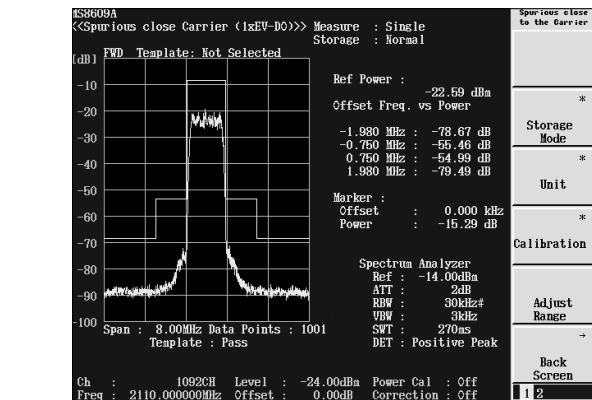 MS8609A
<<Spurious close Carrier (1xEV-DO)>> Measure : Single
Storage : Normal
[dB] FWD Template: Not Selected
-10
-20
-30
-40
-50
-60
-70
-80
-90
-100
Span : 8.00MHz Data Points : 1001
Template : Pass
Ref Power :
-22.59 dBm
Offset Freq. vs Power
-1.980 MHz : -78.67 dB
-0.750 MHz : -55.46 dB
0.750 MHz : -54.99 dB
1.980 MHz : -79.49 dB
Marker :
Offset : 0.000 kHz
Power : -15.29 dB
Spectrum Analyzer
Ref : -14.00dBm
ATT : 2dB
RBW : 30kHz#
VBW : 3kHz
SWT : 270ms
DET : Positive Peak
Ch : 1092CH Level : -24.00dBm Power Cal : Off
Freq : 2110.000000MHz Offset : 0.00dB Correction : Off
Spurious close
to the Carrier
*
Storage
Mode
*
Unit
*
Calibration
Adjust
Range
→
Back
Screen
1 2